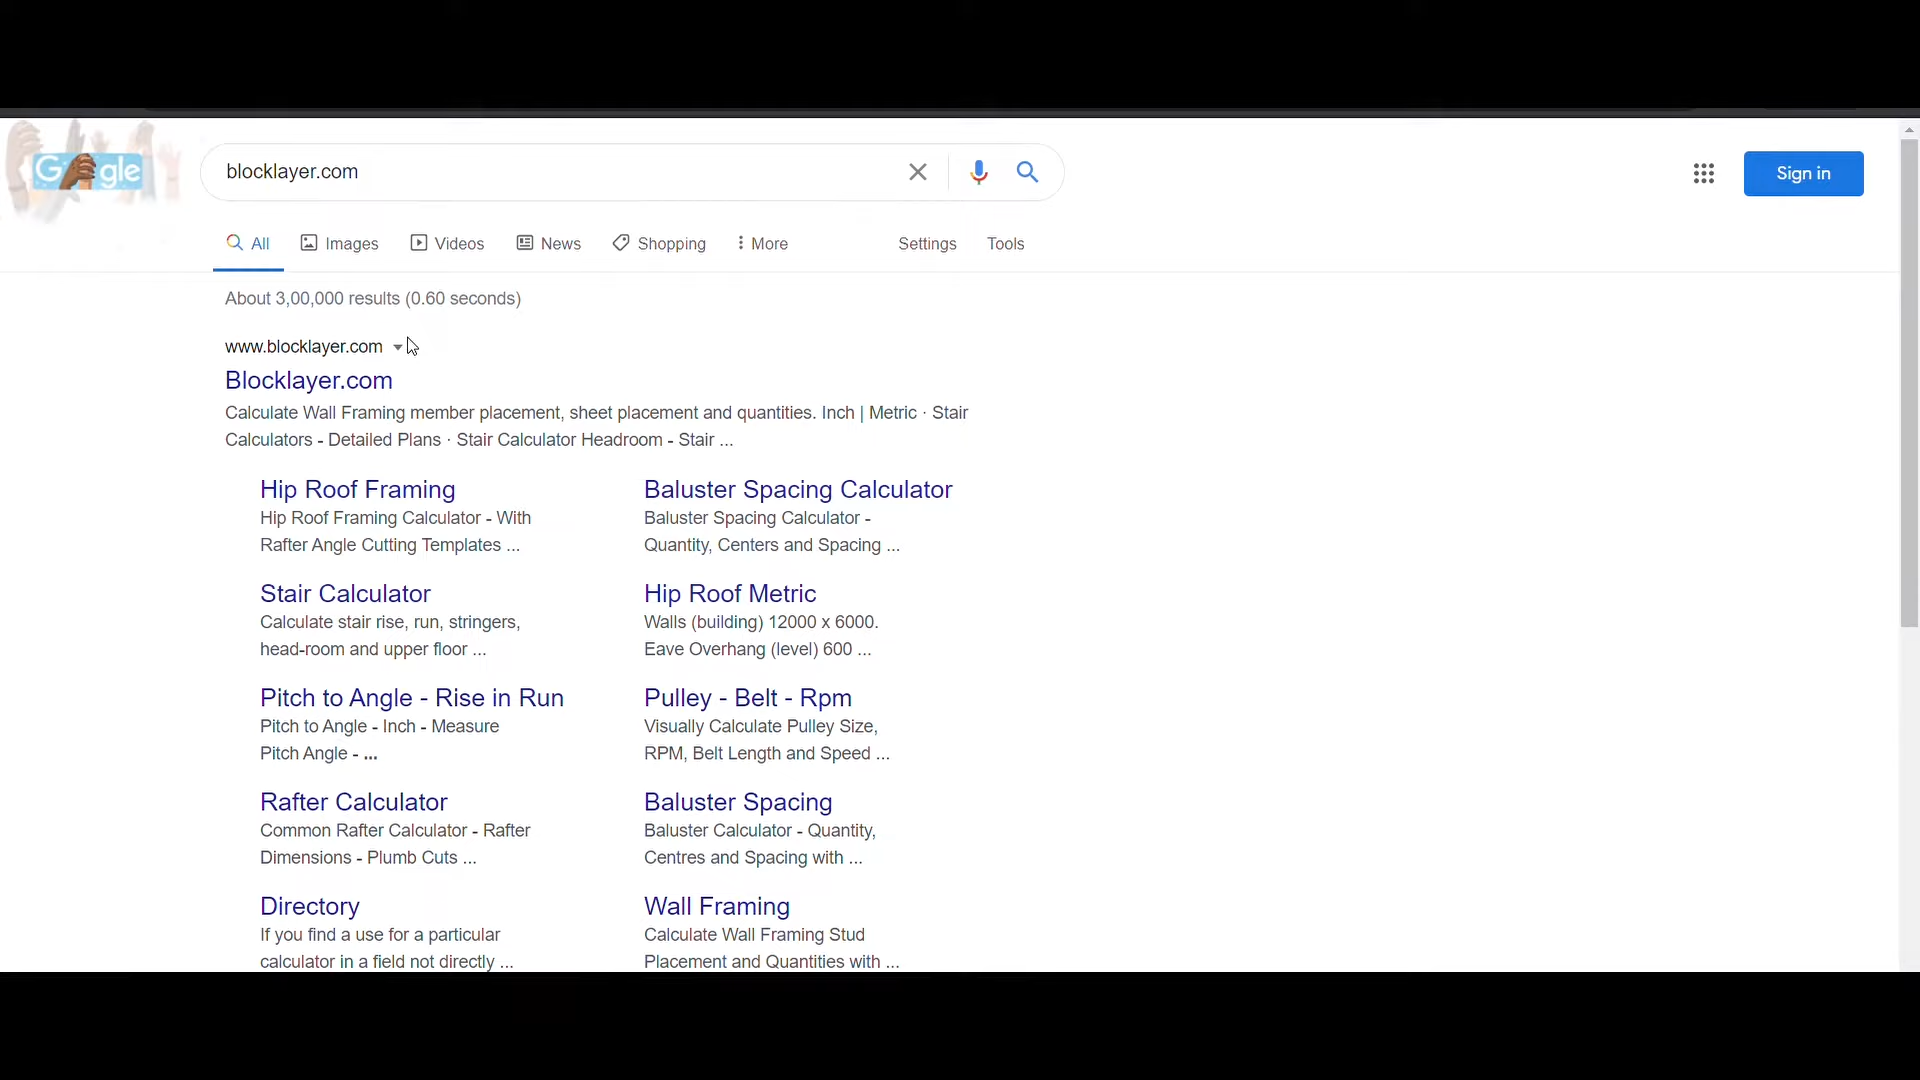 Google
blocklayer.com
Sign in
All Images Videos News Shopping More Settings Tools
About 3,00,000 results (0.60 seconds)
www.blocklayer.com
Blocklayer.com
Calculate Wall Framing member placement, sheet placement and quantities. Inch | Metric · Stair
Calculators - Detailed Plans · Stair Calculator Headroom - Stair ...
Hip Roof Framing
Hip Roof Framing Calculator - With
Rafter Angle Cutting Templates ...
Baluster Spacing Calculator
Baluster Spacing Calculator -
Quantity, Centers and Spacing ...
Stair Calculator
Calculate stair rise, run, stringers,
head-room and upper floor ...
Hip Roof Metric
Walls (building) 12000 x 6000.
Eave Overhang (level) 600 ...
Pitch to Angle - Rise in Run
Pitch to Angle - Inch - Measure
Pitch Angle - ...
Pulley - Belt - Rpm
Visually Calculate Pulley Size,
RPM, Belt Length and Speed ...
Rafter Calculator
Common Rafter Calculator - Rafter
Dimensions - Plumb Cuts ...
Baluster Spacing
Baluster Calculator - Quantity,
Centres and Spacing with ...
Directory
If you find a use for a particular
calculator in a field not directly ...
Wall Framing
Calculate Wall Framing Stud
Placement and Quantities with ...